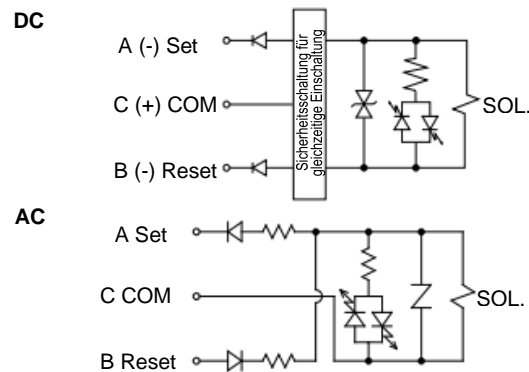 DC
A (-) Set
C (+) COM
B (-) Reset
Sicherheitsschaltung für
gleichzeitige Einschaltung
SOL.
AC
A Set
C COM
B Reset
SOL.